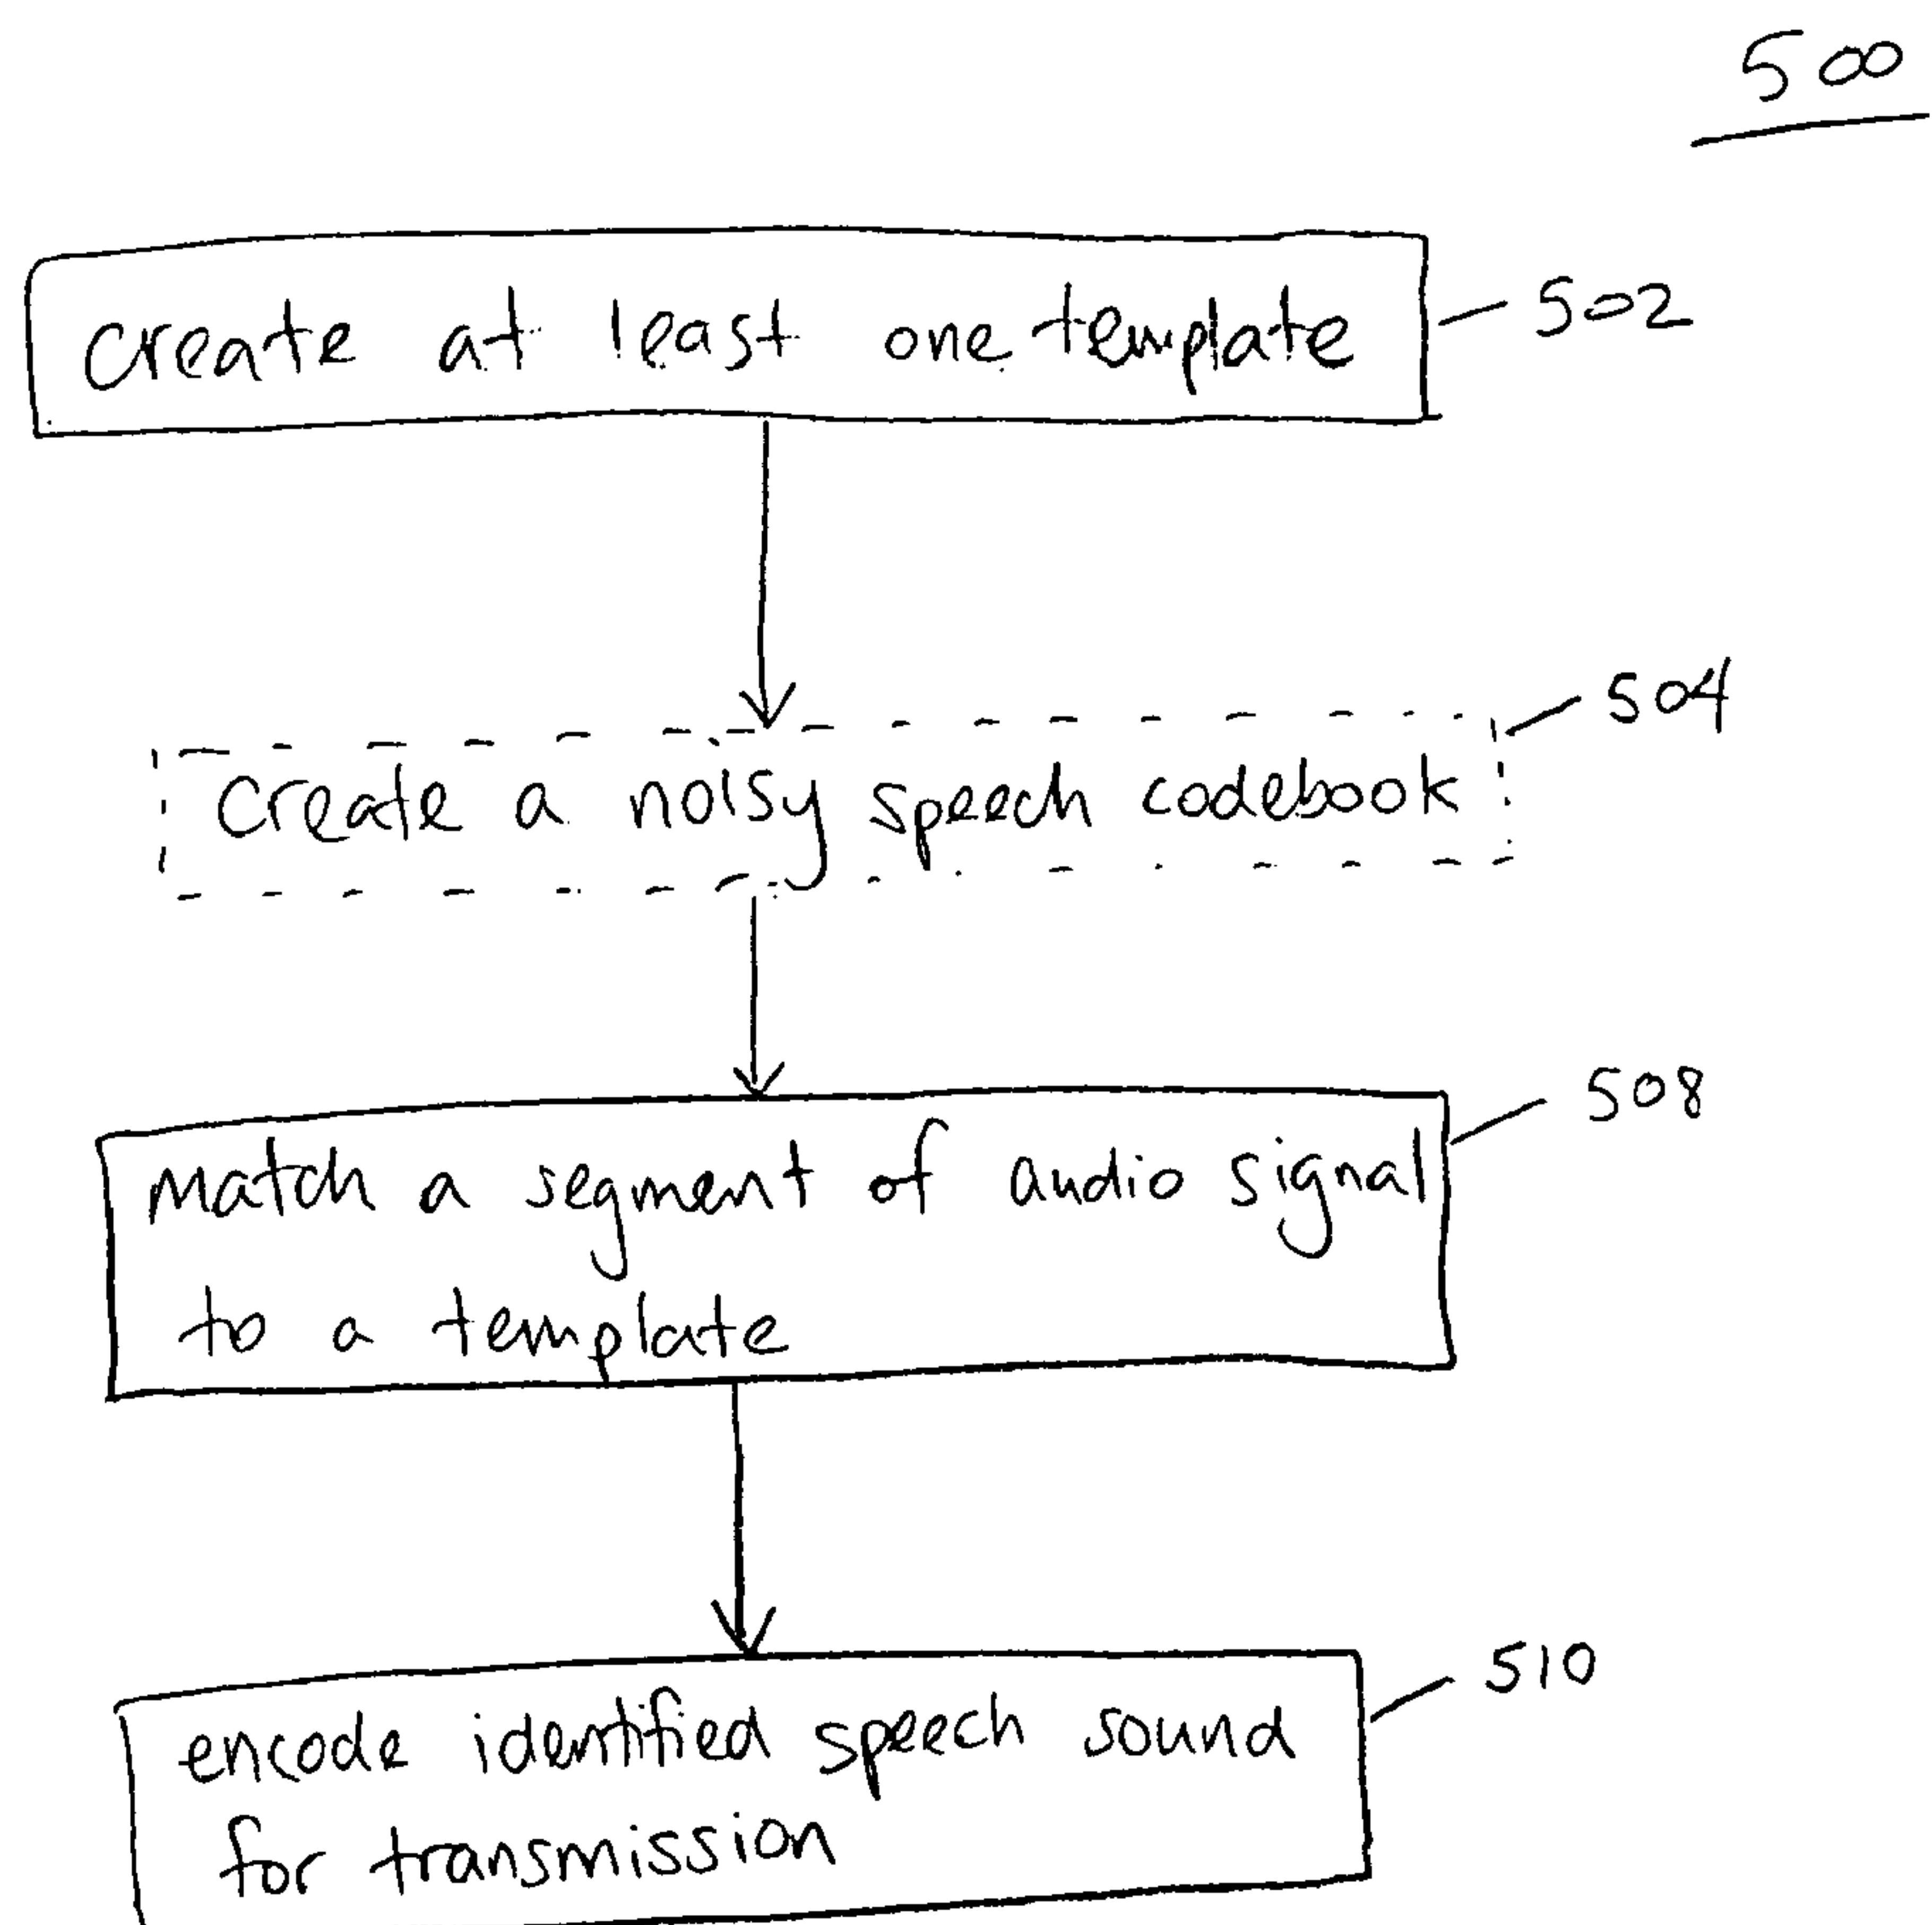 500
create at least one template
502
504
create a noisy speech codebook
508
Match a segment of audio signal
to a template
510
encode identified speech sound
for transmission